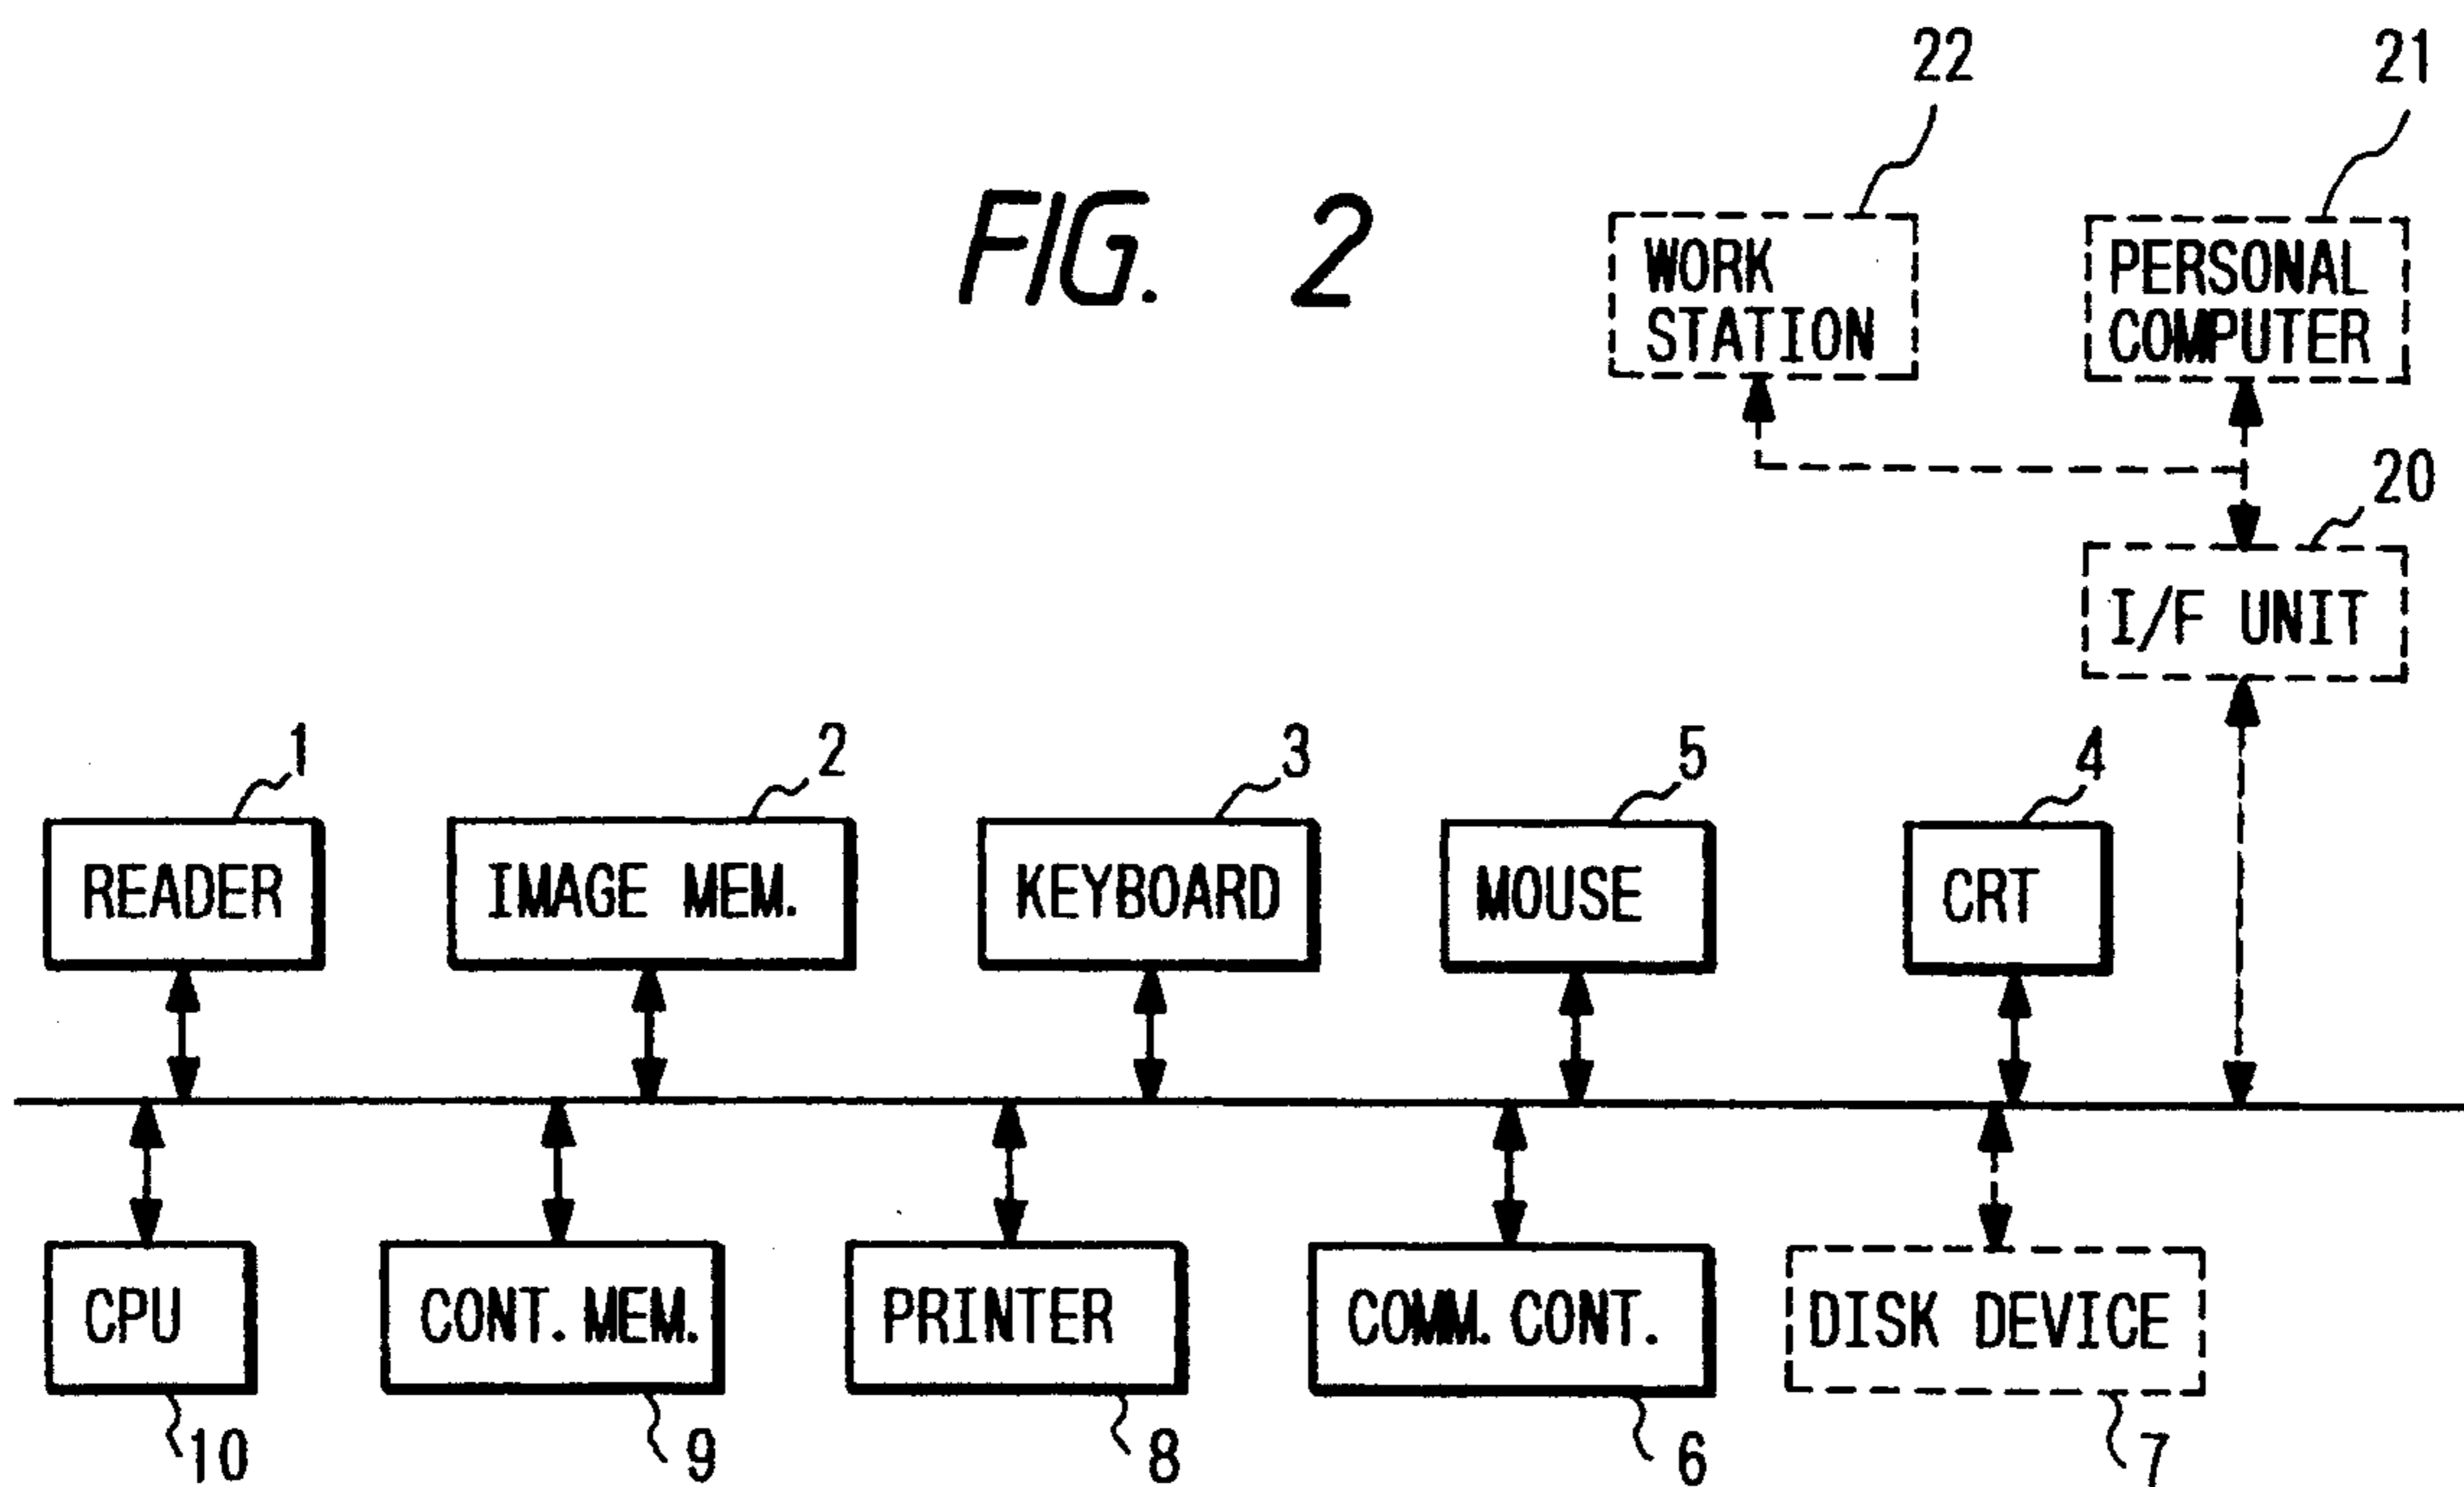 22
21
FIG. 2
WORK
STATION
PERSONAL
COMPUTER
20
I/F UNIT
1
2
3
5
4
READER
IMAGE MEM.
KEYBOARD
MOUSE
CRT
CPU
CONT. MEM.
PRINTER
COMM. CONT.
DISK DEVICE
10
9
8
6
7